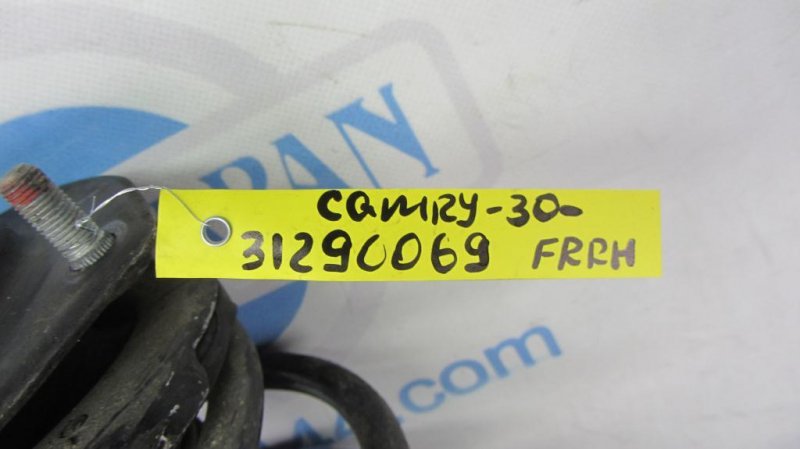 PAN
camry-30-
31290069 FRRH
.com